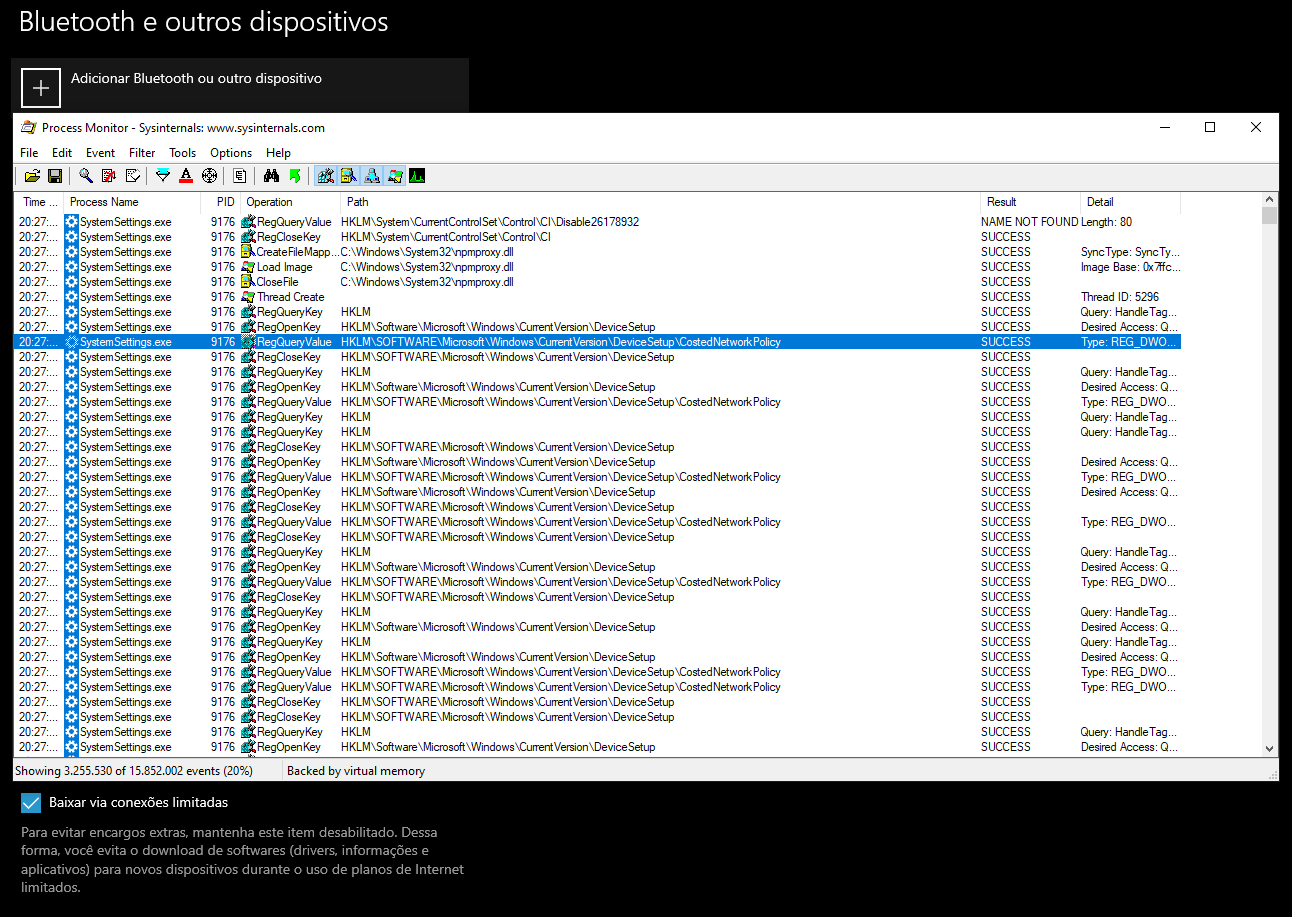 Bluetooth e outros dispositivos
Adicionar Bluetooth ou outro dispositivo
Process Monitor - Sysinternals: www.sysinternals.com
File Edit Event Filter Tools Options Help
Time ... Process Name PID Operation Path Result Detail
20:27:... SystemSettings.exe 9176 RegQueryValue HKLM\System\CurrentControlSet\Control\CI\Disable26178932 NAME NOT FOUND Length: 80
20:27:... SystemSettings.exe 9176 RegCloseKey HKLM\System\CurrentControlSet\Control\CI SUCCESS
20:27:... SystemSettings.exe 9176 CreateFileMapp... C:\Windows\System32\npmproxy.dll SUCCESS SyncType: SyncTy...
20:27:... SystemSettings.exe 9176 Load Image C:\Windows\System32\npmproxy.dll SUCCESS Image Base: 0x7ffc...
20:27:... SystemSettings.exe 9176 CloseFile C:\Windows\System32\npmproxy.dll SUCCESS
20:27:... SystemSettings.exe 9176 Thread Create SUCCESS Thread ID: 5296
20:27:... SystemSettings.exe 9176 RegQueryKey HKLM SUCCESS Query: HandleTag...
20:27:... SystemSettings.exe 9176 RegOpenKey HKLM\Software\Microsoft\Windows\CurrentVersion\DeviceSetup SUCCESS Desired Access: Q...
20:27:... SystemSettings.exe 9176 RegQueryValue HKLM\SOFTWARE\Microsoft\Windows\CurrentVersion\DeviceSetup\CostedNetworkPolicy SUCCESS Type: REG_DWO...
20:27:... SystemSettings.exe 9176 RegCloseKey HKLM\SOFTWARE\Microsoft\Windows\CurrentVersion\DeviceSetup SUCCESS
20:27:... SystemSettings.exe 9176 RegQueryKey HKLM SUCCESS Query: HandleTag...
20:27:... SystemSettings.exe 9176 RegOpenKey HKLM\Software\Microsoft\Windows\CurrentVersion\DeviceSetup SUCCESS Desired Access: Q...
20:27:... SystemSettings.exe 9176 RegQueryValue HKLM\SOFTWARE\Microsoft\Windows\CurrentVersion\DeviceSetup\CostedNetworkPolicy SUCCESS Type: REG_DWO...
20:27:... SystemSettings.exe 9176 RegQueryKey HKLM SUCCESS Query: HandleTag...
20:27:... SystemSettings.exe 9176 RegQueryKey HKLM SUCCESS Query: HandleTag...
20:27:... SystemSettings.exe 9176 RegCloseKey HKLM\SOFTWARE\Microsoft\Windows\CurrentVersion\DeviceSetup SUCCESS
20:27:... SystemSettings.exe 9176 RegOpenKey HKLM\Software\Microsoft\Windows\CurrentVersion\DeviceSetup SUCCESS Desired Access: Q...
20:27:... SystemSettings.exe 9176 RegQueryValue HKLM\SOFTWARE\Microsoft\Windows\CurrentVersion\DeviceSetup\CostedNetworkPolicy SUCCESS Type: REG_DWO...
20:27:... SystemSettings.exe 9176 RegOpenKey HKLM\Software\Microsoft\Windows\CurrentVersion\DeviceSetup SUCCESS Desired Access: Q...
20:27:... SystemSettings.exe 9176 RegCloseKey HKLM\SOFTWARE\Microsoft\Windows\CurrentVersion\DeviceSetup SUCCESS
20:27:... SystemSettings.exe 9176 RegQueryValue HKLM\SOFTWARE\Microsoft\Windows\CurrentVersion\DeviceSetup\CostedNetworkPolicy SUCCESS Type: REG_DWO...
20:27:... SystemSettings.exe 9176 RegCloseKey HKLM\SOFTWARE\Microsoft\Windows\CurrentVersion\DeviceSetup SUCCESS
20:27:... SystemSettings.exe 9176 RegQueryKey HKLM SUCCESS Query: HandleTag...
20:27:... SystemSettings.exe 9176 RegOpenKey HKLM\Software\Microsoft\Windows\CurrentVersion\DeviceSetup SUCCESS Desired Access: Q...
20:27:... SystemSettings.exe 9176 RegQueryValue HKLM\SOFTWARE\Microsoft\Windows\CurrentVersion\DeviceSetup\CostedNetworkPolicy SUCCESS Type: REG_DWO...
20:27:... SystemSettings.exe 9176 RegCloseKey HKLM\SOFTWARE\Microsoft\Windows\CurrentVersion\DeviceSetup SUCCESS
20:27:... SystemSettings.exe 9176 RegQueryKey HKLM SUCCESS Query: HandleTag...
20:27:... SystemSettings.exe 9176 RegOpenKey HKLM\Software\Microsoft\Windows\CurrentVersion\DeviceSetup SUCCESS Desired Access: Q...
20:27:... SystemSettings.exe 9176 RegQueryKey HKLM SUCCESS Query: HandleTag...
20:27:... SystemSettings.exe 9176 RegOpenKey HKLM\Software\Microsoft\Windows\CurrentVersion\DeviceSetup SUCCESS Desired Access: Q...
20:27:... SystemSettings.exe 9176 RegQueryValue HKLM\SOFTWARE\Microsoft\Windows\CurrentVersion\DeviceSetup\CostedNetworkPolicy SUCCESS Type: REG_DWO...
20:27:... SystemSettings.exe 9176 RegQueryValue HKLM\SOFTWARE\Microsoft\Windows\CurrentVersion\DeviceSetup\CostedNetworkPolicy SUCCESS Type: REG_DWO...
20:27:... SystemSettings.exe 9176 RegCloseKey HKLM\SOFTWARE\Microsoft\Windows\CurrentVersion\DeviceSetup SUCCESS
20:27:... SystemSettings.exe 9176 RegCloseKey HKLM\SOFTWARE\Microsoft\Windows\CurrentVersion\DeviceSetup SUCCESS
20:27:... SystemSettings.exe 9176 RegQueryKey HKLM SUCCESS Query: HandleTag...
20:27:... SystemSettings.exe 9176 RegOpenKey HKLM\Software\Microsoft\Windows\CurrentVersion\DeviceSetup SUCCESS Desired Access: Q...
Showing 3.255.530 of 15.852.002 events (20%) Backed by virtual memory
Baixar via conexões limitadas
Para evitar encargos extras, mantenha este item desabilitado. Dessa
forma, você evita o download de softwares (drivers, informações e
aplicativos) para novos dispositivos durante o uso de planos de Internet
limitados.